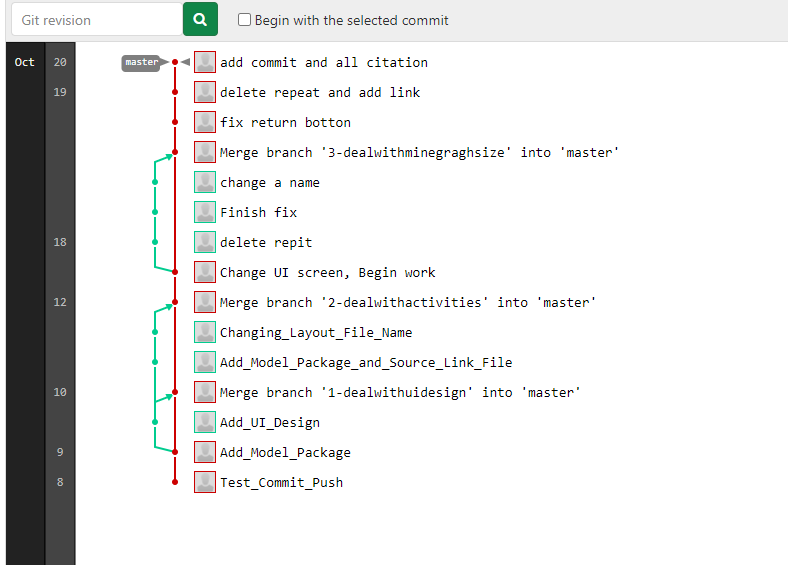 Git revision
Begin with the selected commit
Oct 20 master add commit and all citation
19 delete repeat and add link
fix return botton
Merge branch '3-dealwithminegraghsize' into 'master'
change a name
Finish fix
18 delete repit
Change UI screen, Begin work
12 Merge branch '2-dealwithactivities' into 'master'
Changing_Layout_File_Name
Add_Model_Package_and_Source_Link_File
10 Merge branch '1-dealwithuidesign' into 'master'
Add_UI_Design
9 Add_Model_Package
8 Test_Commit_Push